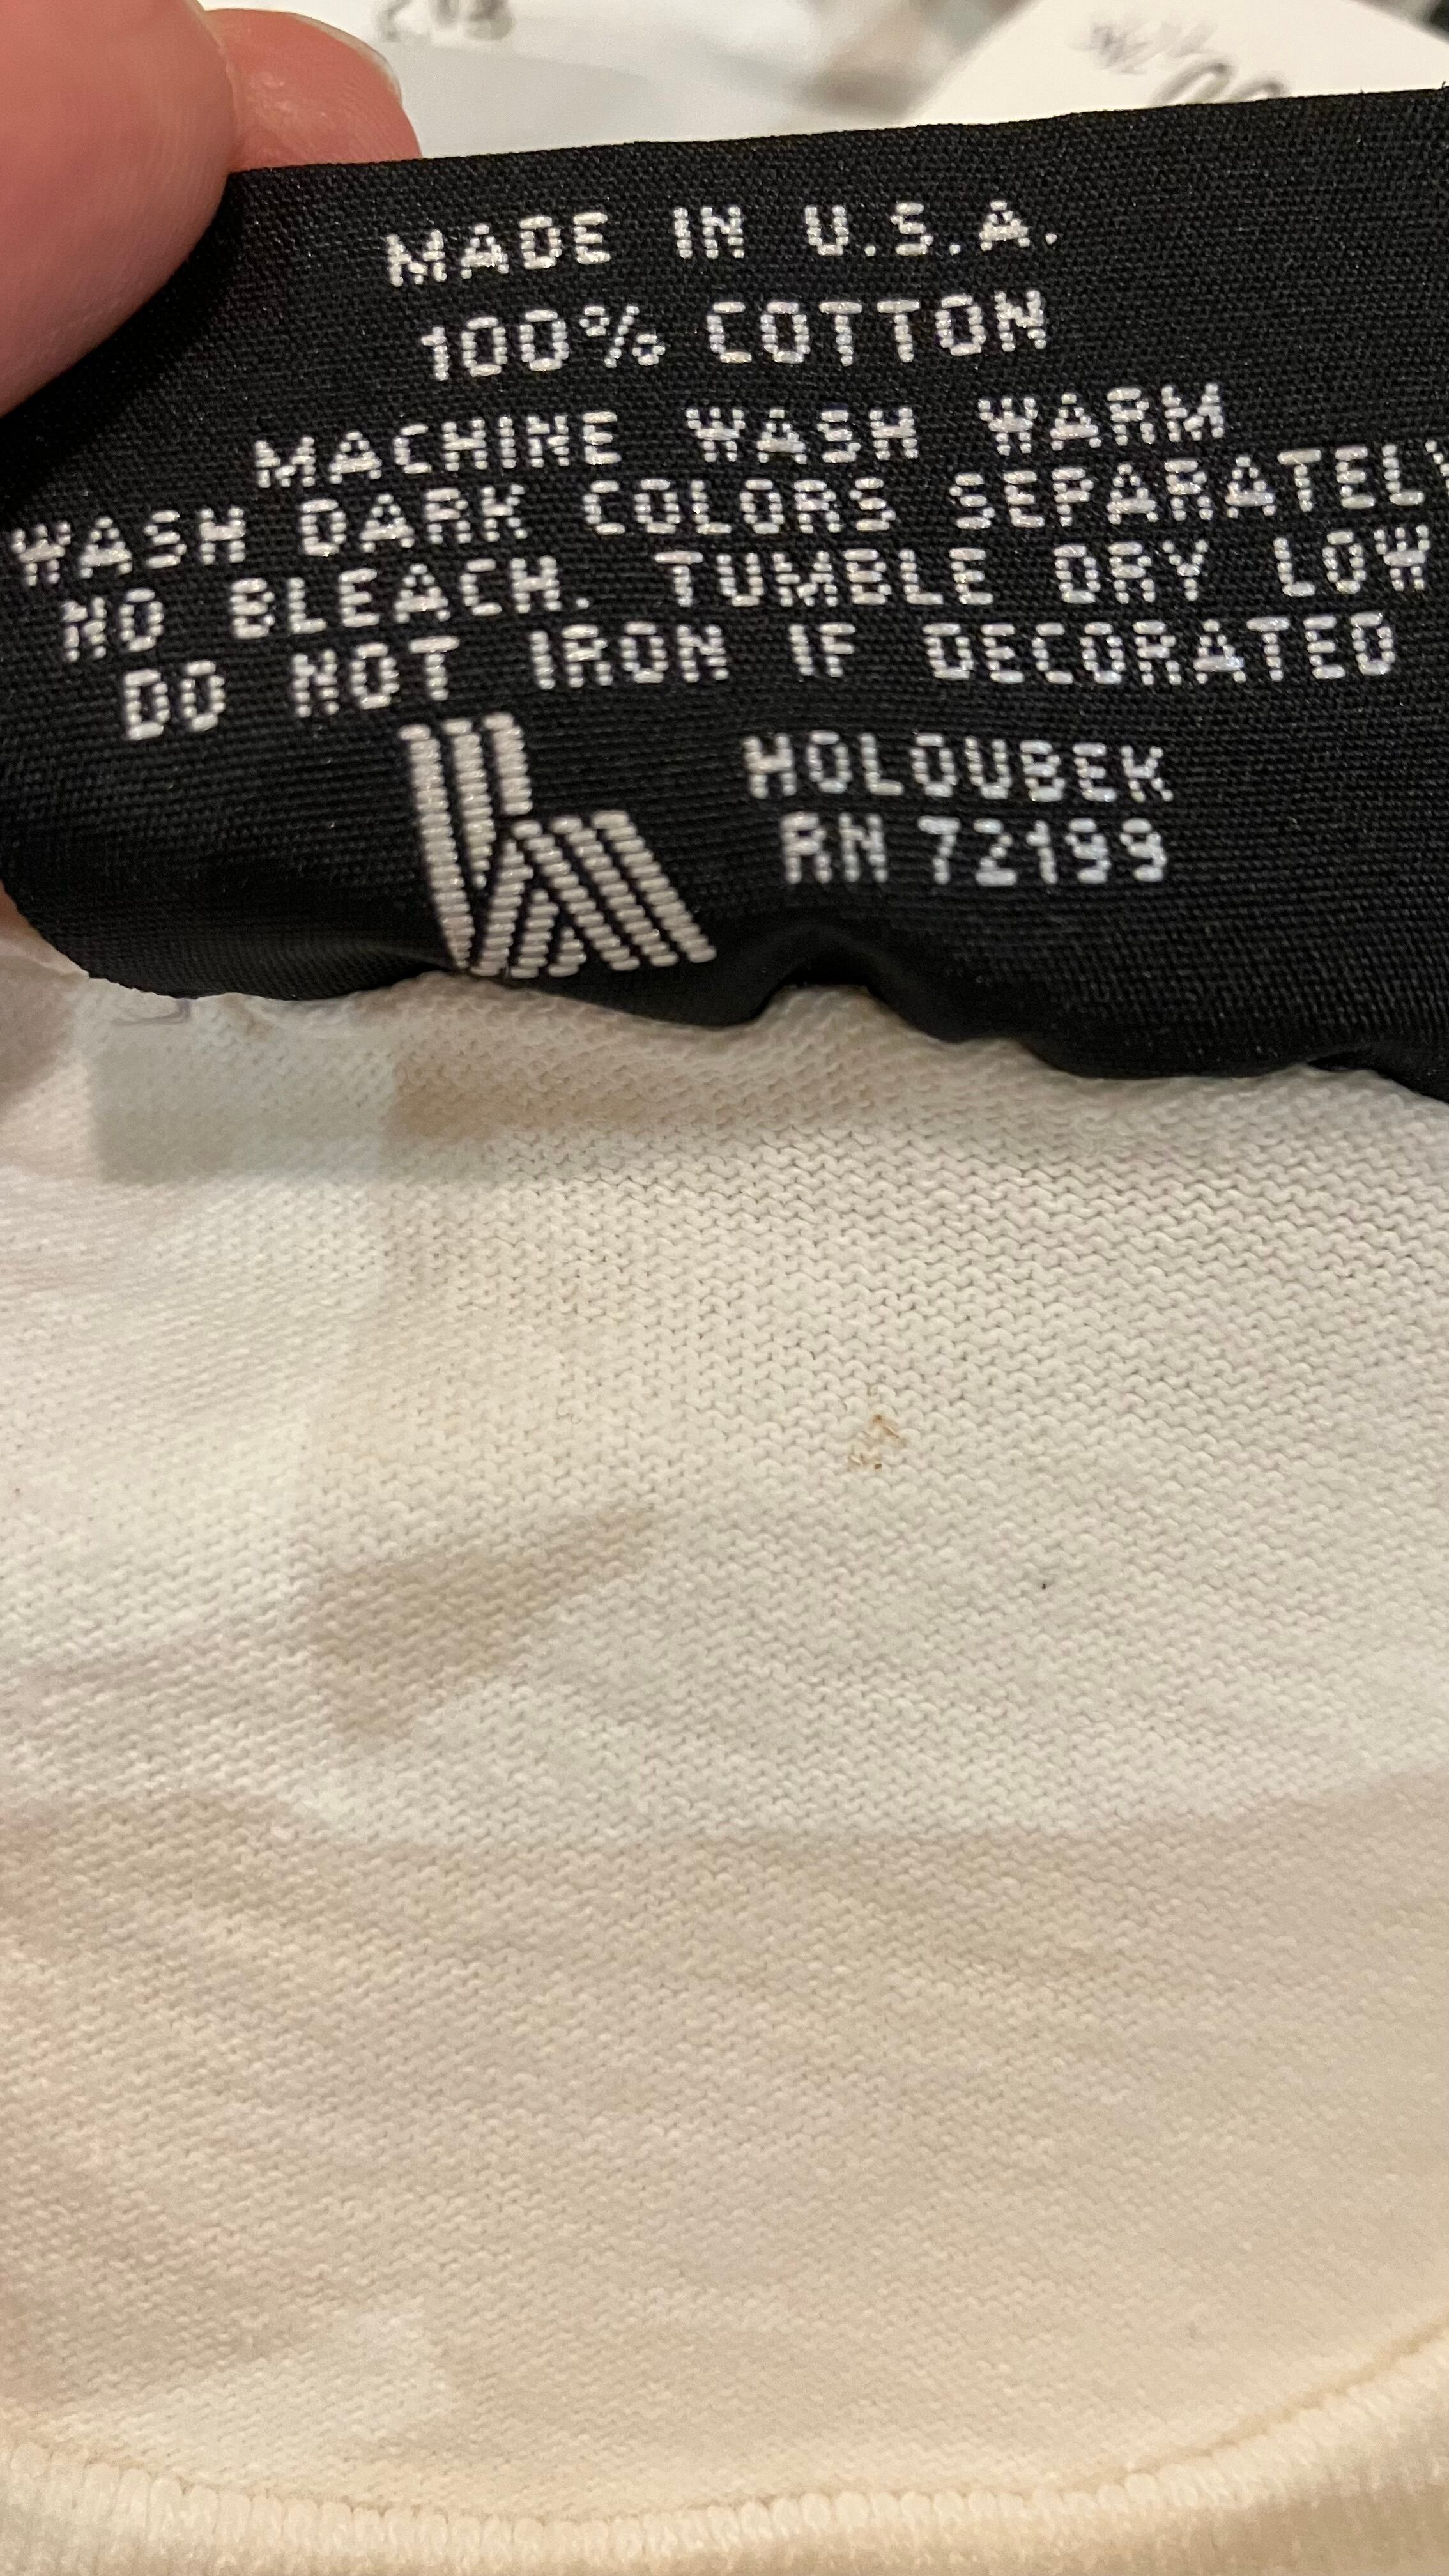 MADE IN U.S.A.
100% COTTON
MACHINE WASH WARM
WASH DARK COLORS SEPARATELY
NO BLEACH. TUMBLE DRY LOW
DO NOT IRON IF DECORATED
HOLOUBEK
RN 72199